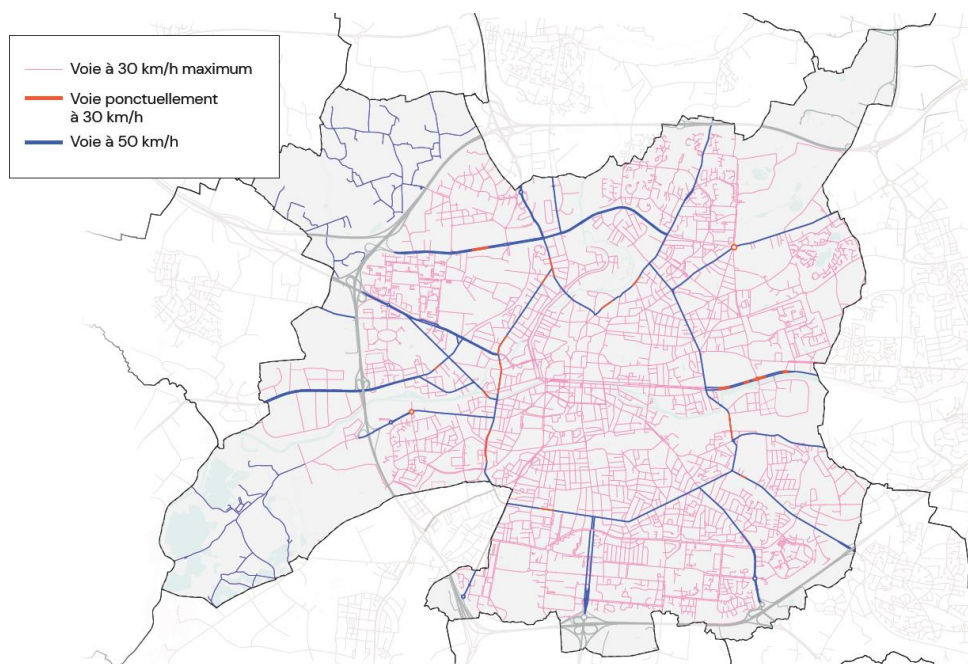 Voie à 30 km/h maximum
Voie ponctuellement
à 30 km/h
Voie à 50 km/h